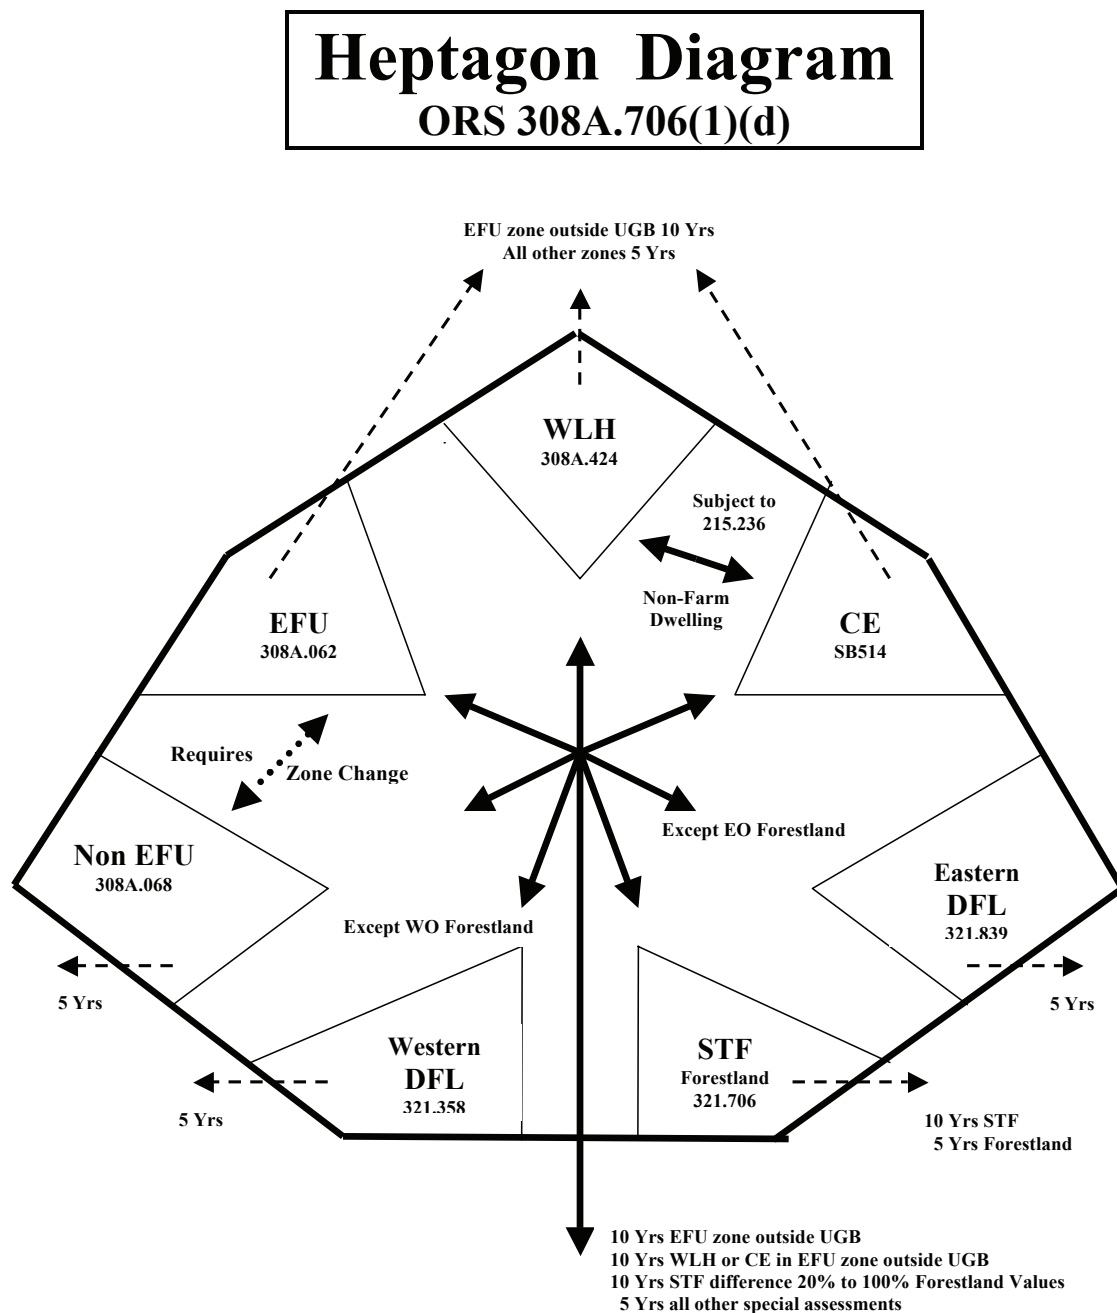 Heptagon Diagram
ORS 308A.706(1)(d)
EFU zone outside UGB 10 Yrs
All other zones 5 Yrs
WLH
308A.424
Subject to
215.236
Non-Farm
Dwelling
EFU
308A.062
CE
SB514
Requires
Zone Change
Except EO Forestland
Non EFU
308A.068
Eastern
DFL
321.839
Except WO Forestland
5 Yrs
5 Yrs
Western
DFL
321.358
STF
Forestland
321.706
5 Yrs
10 Yrs STF
5 Yrs Forestland
10 Yrs EFU zone outside UGB
10 Yrs WLH or CE in EFU zone outside UGB
10 Yrs STF difference 20% to 100% Forestland Values
5 Yrs all other special assessments